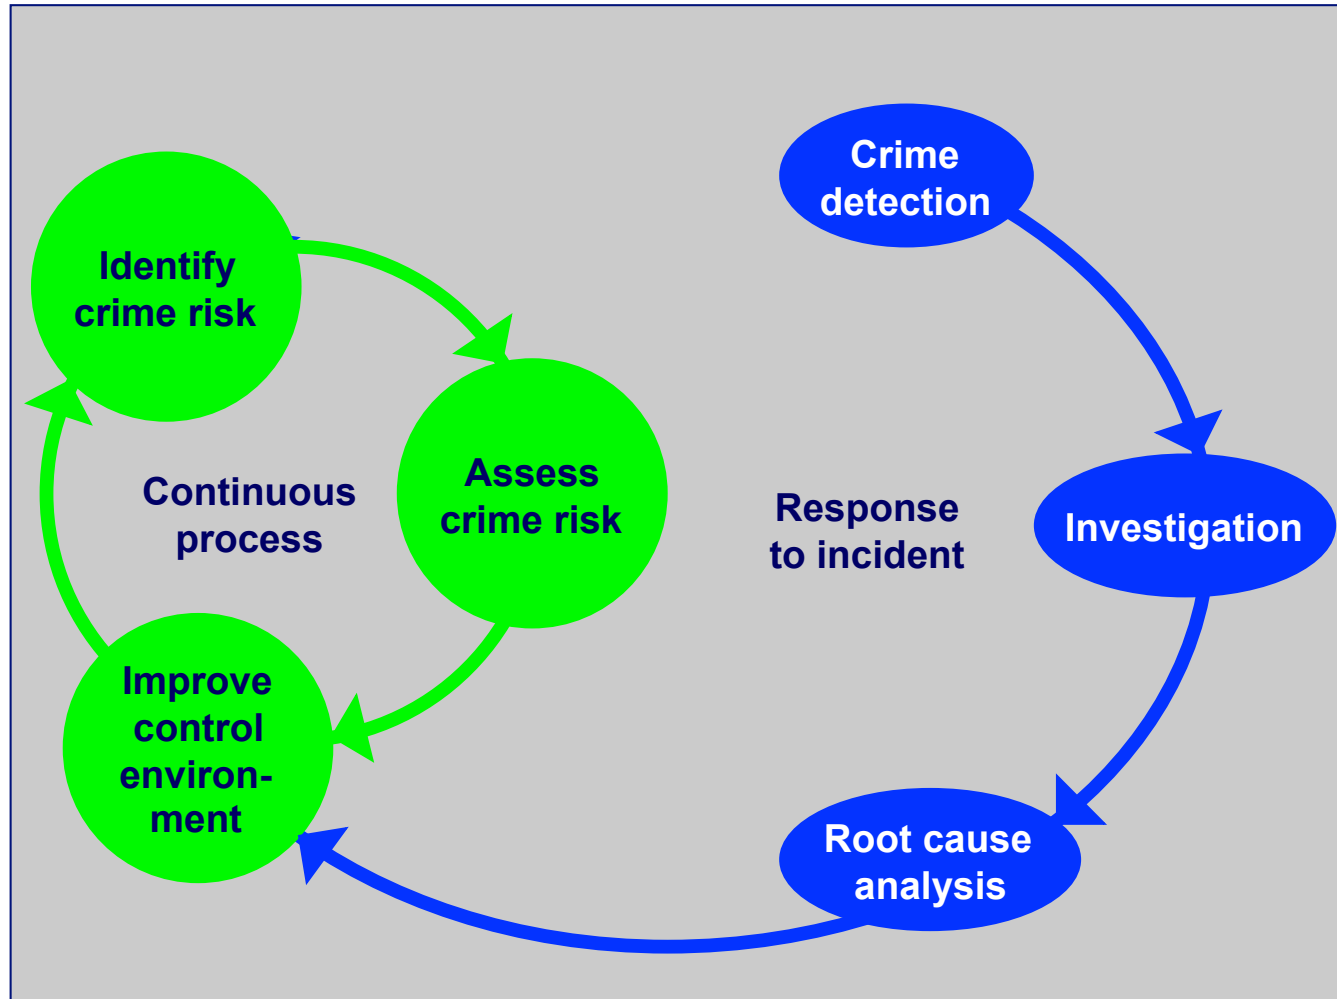 Identify
crime risk
Assess
crime risk
Improve
control
environ-
ment
Continuous
process
Crime
detection
Investigation
Root cause
analysis
Response
to incident